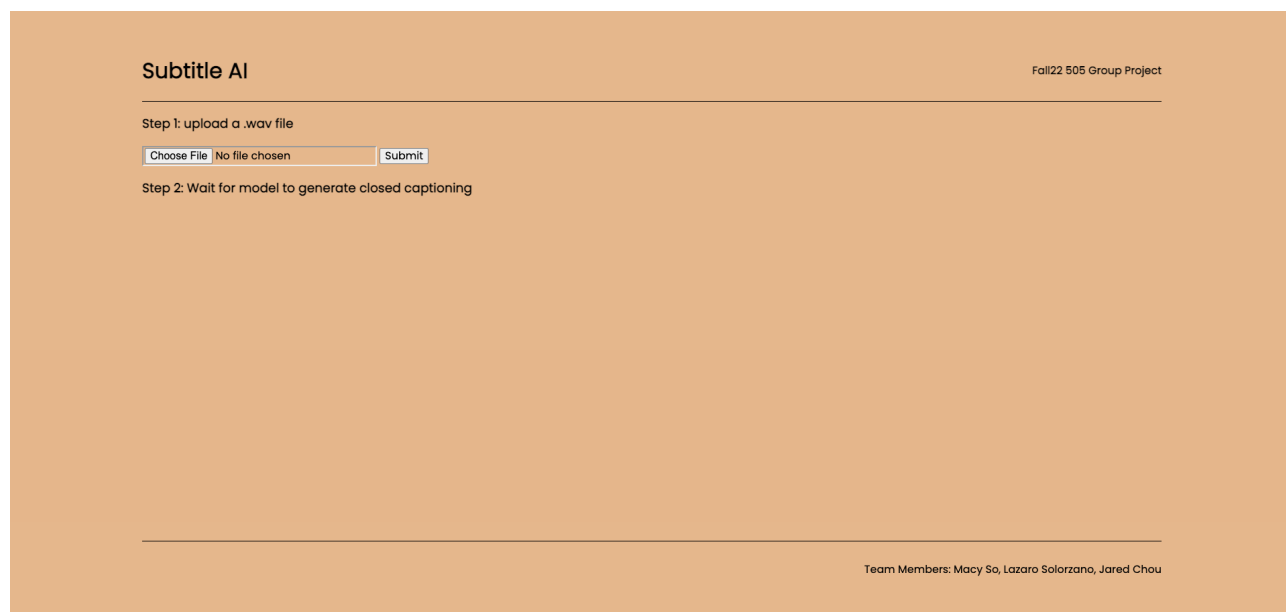 Subtitle AI
Fall22 505 Group Project
Step 1: upload a .wav file
Choose File No file chosen Submit
Step 2: Wait for model to generate closed captioning
Team Members: Macy So, Lazaro Solorzano, Jared Chou